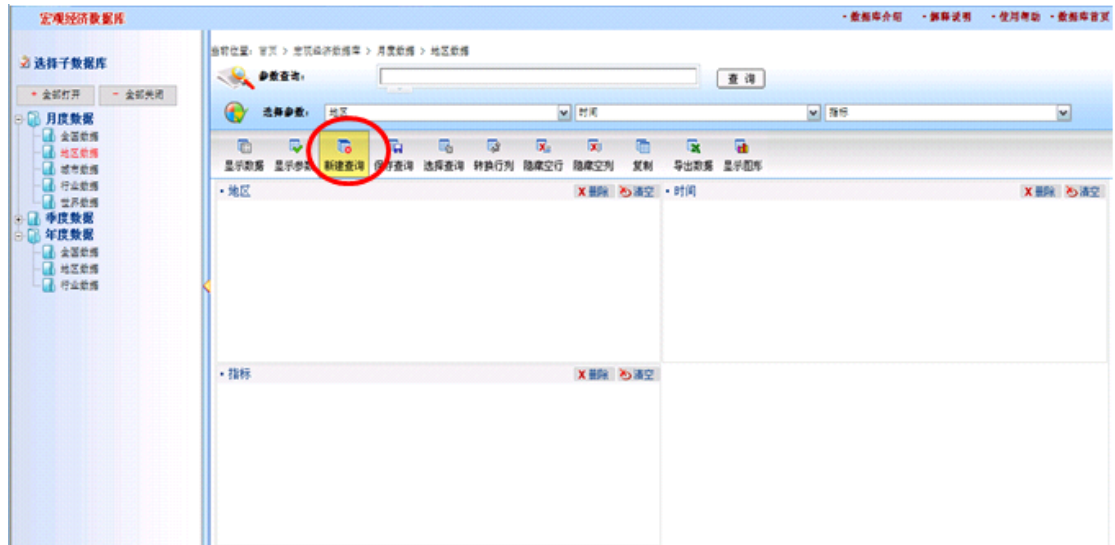 宏观经济数据库
·数据库介绍 ·解释说明 ·使用帮助 ·数据库首页
选择子数据库
+ 全部打开 - 全部关闭
月度数据
全国数据
地区数据
城市数据
行业数据
世界数据
季度数据
年度数据
全国数据
地区数据
行业数据
当前位置：首页 > 宏观经济数据库 > 月度数据 > 地区数据
参数查询：
查 询
选择参数： 地区 时间 指标
显示数据 显示参数 新建查询 保存查询 选择查询 转换行列 隐藏空行 隐藏空列 复制 导出数据 显示图形
·地区 X 删除 清空 ·时间 X 删除 清空
·指标 X 删除 清空